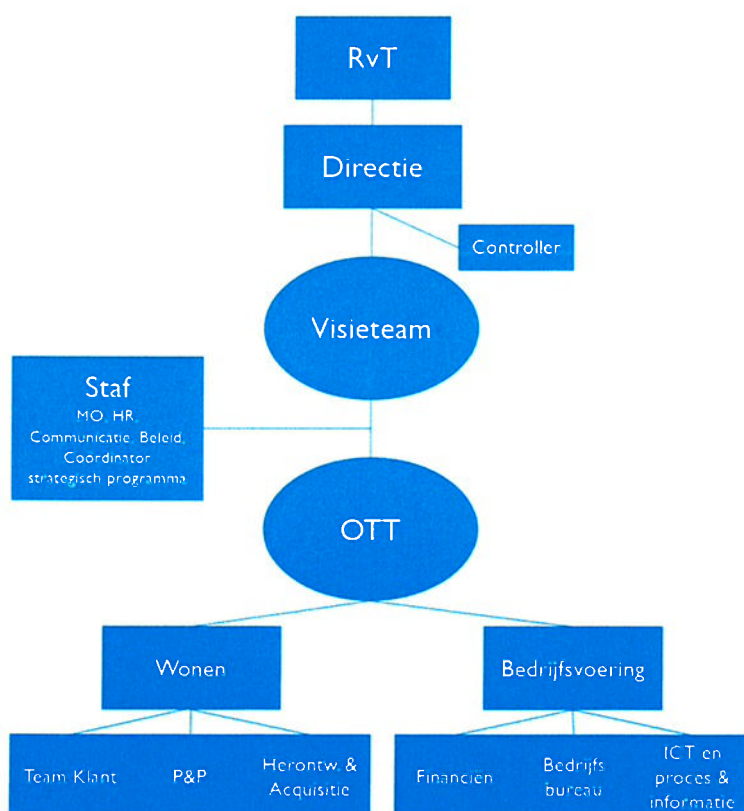 RvT
Directie
Controller
Visieteam
Staf
MO, HR,
Communicatie, Beleid,
Coördinator
strategisch programma
OTT
Wonen
Bedrijfsvoering
Team Klant
P&P
Herontw. &
Acquisitie
Financiën
Bedrijfs
bureau
ICT en
proces &
informatie